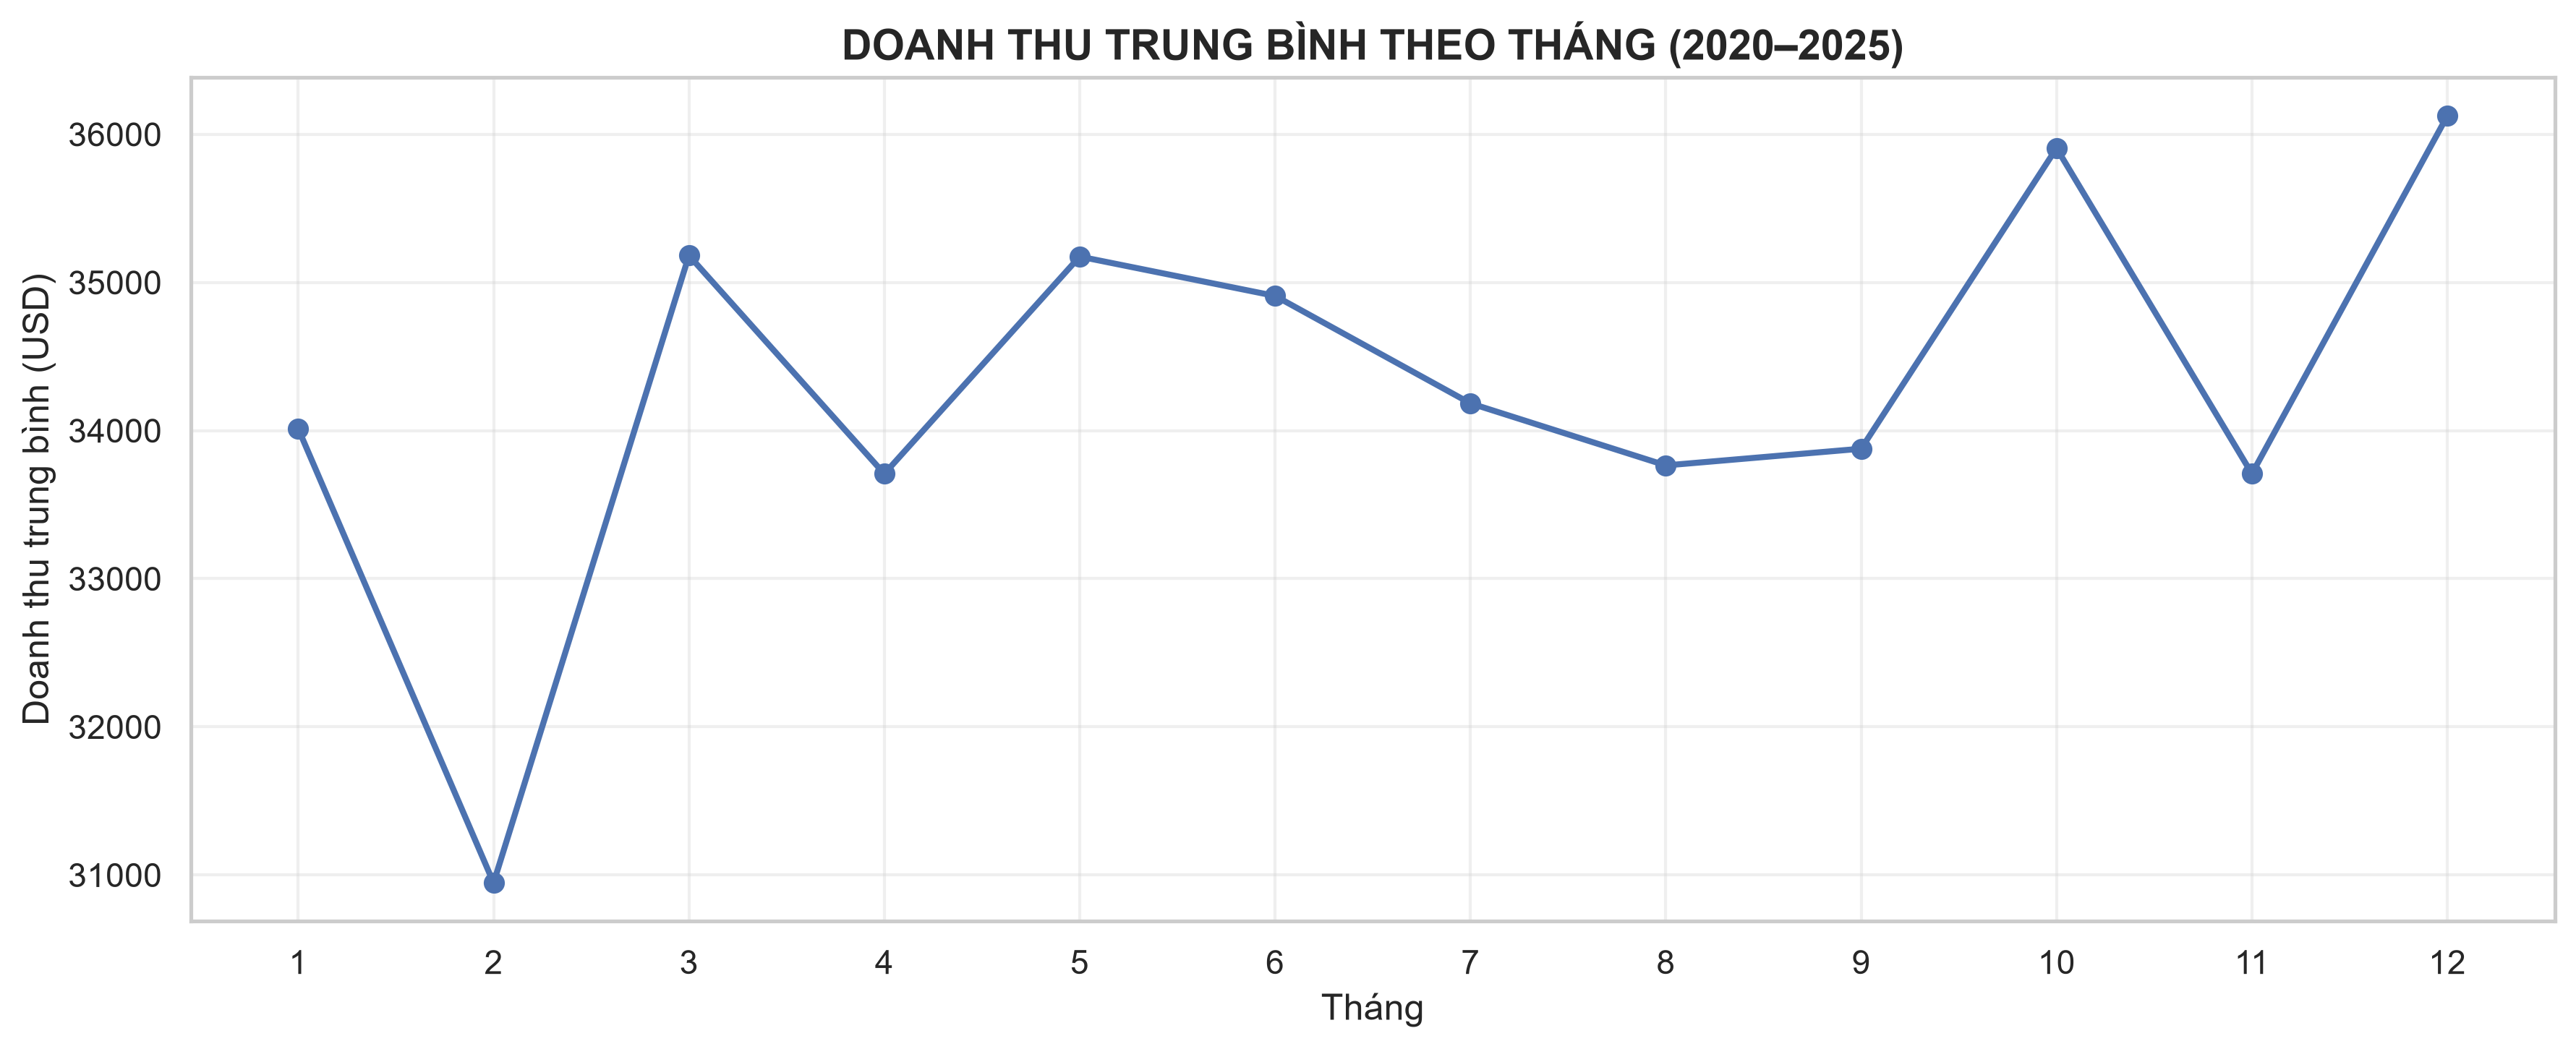 DOANH THU TRUNG BÌNH THEO THÁNG (2020–2025)
Doanh thu trung bình (USD)
36000
35000
34000
33000
32000
31000
1 2 3 4 5 6 7 8 9 10 11 12
Tháng